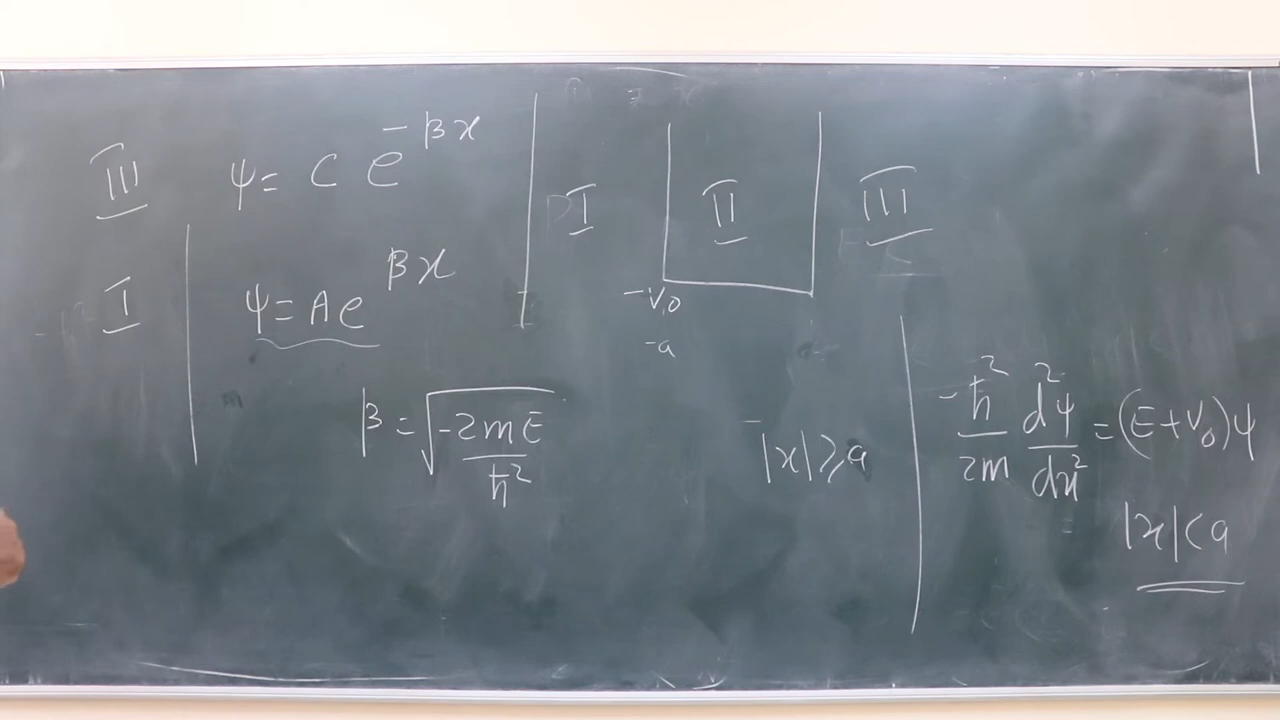 III ψ = C e^{-βx}
I ψ = A e^{βx}
β = √(-2mE/ħ²)
I II III
-V₀
-a
|x| ≥ a
-ħ²/2m d²ψ/dx² = (E+V₀)ψ
|x| < a